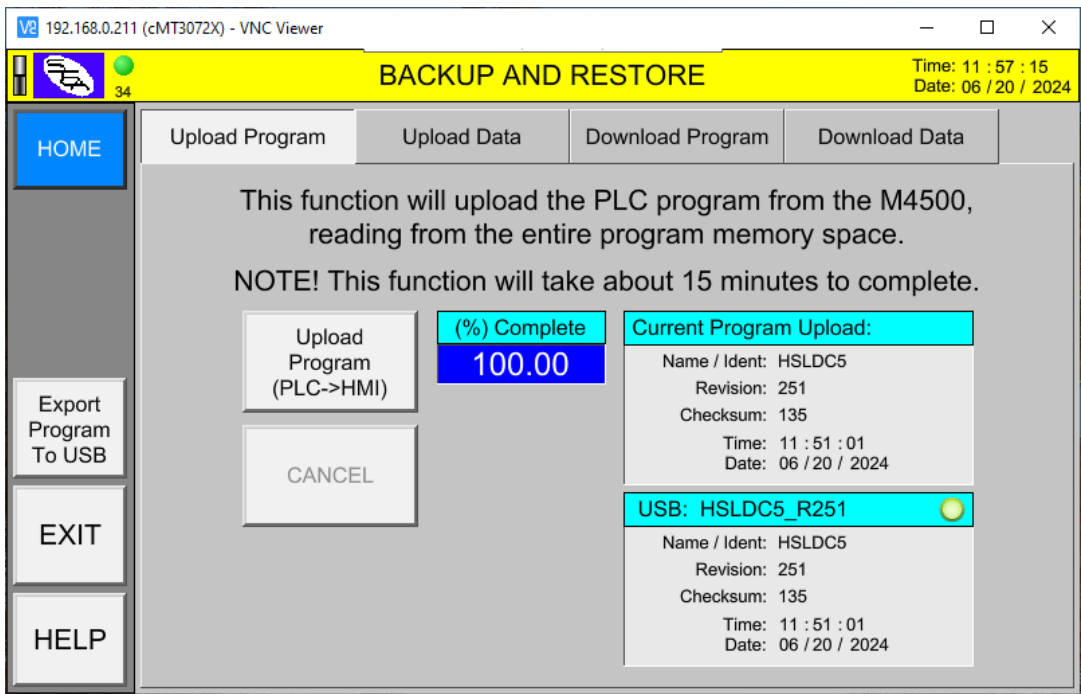 192.168.0.211 (cMT3072X) - VNC Viewer
SEA
34
BACKUP AND RESTORE
Time: 11 : 57 : 15
Date: 06 / 20 / 2024
HOME
Upload Program
Upload Data
Download Program
Download Data
This function will upload the PLC program from the M4500,
reading from the entire program memory space.
NOTE! This function will take about 15 minutes to complete.
Upload
Program
(PLC->HMI)
(%) Complete
100.00
CANCEL
Current Program Upload:
Name / Ident: HSLDC5
Revision: 251
Checksum: 135
Time: 11 : 51 : 01
Date: 06 / 20 / 2024
USB: HSLDC5_R251
Name / Ident: HSLDC5
Revision: 251
Checksum: 135
Time: 11 : 51 : 01
Date: 06 / 20 / 2024
Export
Program
To USB
EXIT
HELP